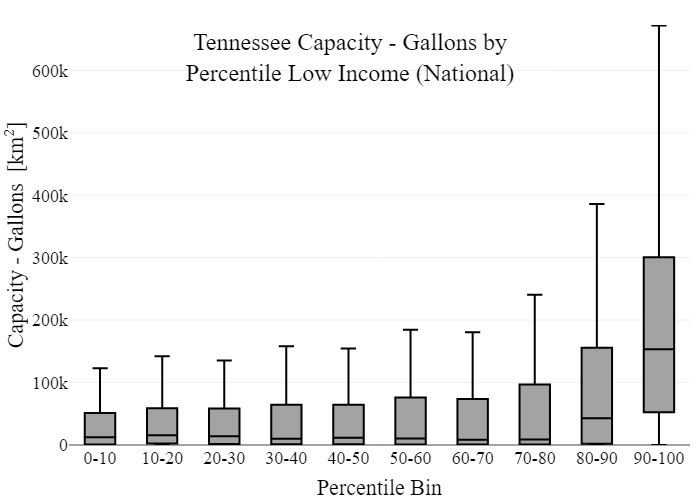 Tennessee Capacity - Gallons by
Percentile Low Income (National)
Capacity - Gallons [km²]
600k
500k
400k
300k
200k
100k
0
0-10 10-20 20-30 30-40 40-50 50-60 60-70 70-80 80-90 90-100
Percentile Bin